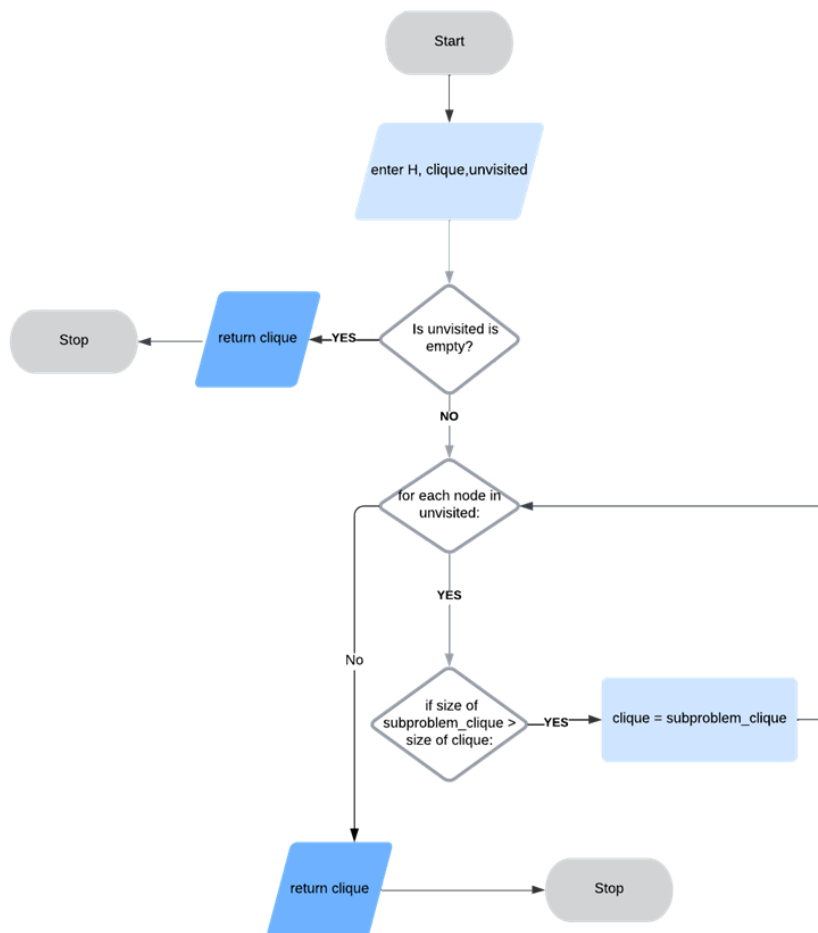 Start
enter H, clique,unvisited
Is unvisited is
empty?
YES
return clique
Stop
NO
for each node in
unvisited:
YES
No
if size of
subproblem_clique >
size of clique:
YES
clique = subproblem_clique
return clique
Stop